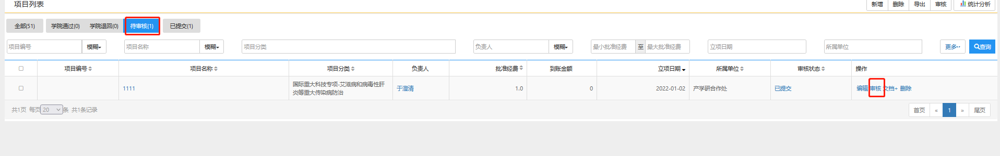 项目列表
新增 删除 导出 审核 统计分析
全部(51) 学院通过(0) 学院退回(0) 待审核(1) 已提交(1)
项目编号 模糊 项目名称 模糊 项目分类 负责人 模糊 最小批准经费 至 最大批准经费 立项日期 所属单位 更多 查询
项目编号 项目名称 项目分类 负责人 批准经费 到账金额 立项日期 所属单位 审核状态 操作
1111 国际重大科技专项-艾滋病和病毒性肝
炎等重大传染病防治 于澄清 1.0 0 2022-01-02 产学研合作处 已提交 编辑 审核 文档+ 删除
共1页 每页 20 条 共1条记录
首页 « 1 » 尾页